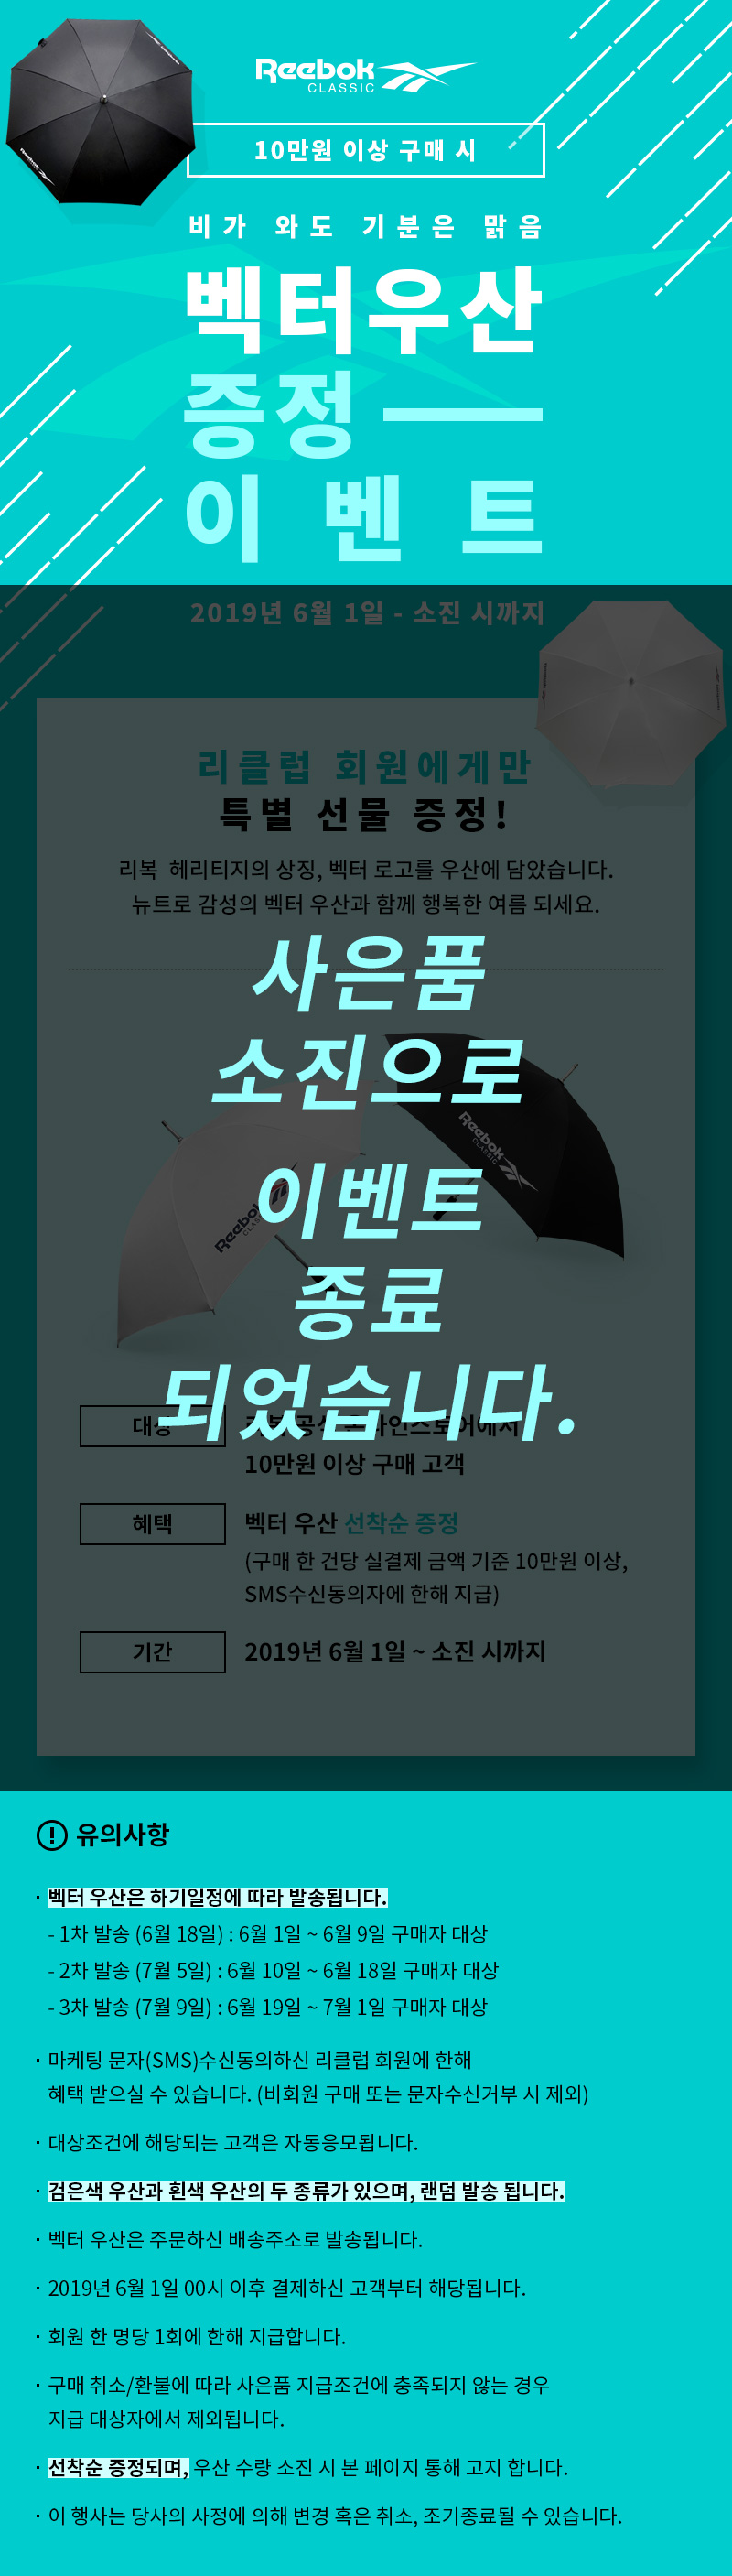 Reebok
CLASSIC
10만원 이상 구매 시
비가 와도 기분은 맑음
벡터우산
증정
이벤트
2019년 6월 1일 - 소진 시까지
리클럽 회원에게만
특별 선물 증정!
리복 헤리티지의 상징, 벡터 로고를 우산에 담았습니다.
뉴트로 감성의 벡터 우산과 함께 행복한 여름 되세요.
사은품
소진으로
이벤트
종료
되었습니다.
Reebok
CLASSIC
Reebok
대상
리복 공식 온라인스토어에서
10만원 이상 구매 고객
혜택
벡터 우산 선착순 증정
(구매 한 건당 실결제 금액 기준 10만원 이상,
SMS수신동의자에 한해 지급)
기간
2019년 6월 1일 ~ 소진 시까지
유의사항
· 벡터 우산은 하기일정에 따라 발송됩니다.
- 1차 발송 (6월 18일) : 6월 1일 ~ 6월 9일 구매자 대상
- 2차 발송 (7월 5일) : 6월 10일 ~ 6월 18일 구매자 대상
- 3차 발송 (7월 9일) : 6월 19일 ~ 7월 1일 구매자 대상
· 마케팅 문자(SMS)수신동의하신 리클럽 회원에 한해
혜택 받으실 수 있습니다. (비회원 구매 또는 문자수신거부 시 제외)
· 대상조건에 해당되는 고객은 자동응모됩니다.
· 검은색 우산과 흰색 우산의 두 종류가 있으며, 랜덤 발송 됩니다.
· 벡터 우산은 주문하신 배송주소로 발송됩니다.
· 2019년 6월 1일 00시 이후 결제하신 고객부터 해당됩니다.
· 회원 한 명당 1회에 한해 지급합니다.
· 구매 취소/환불에 따라 사은품 지급조건에 충족되지 않는 경우
지급 대상자에서 제외됩니다.
· 선착순 증정되며, 우산 수량 소진 시 본 페이지 통해 고지 합니다.
· 이 행사는 당사의 사정에 의해 변경 혹은 취소, 조기종료될 수 있습니다.